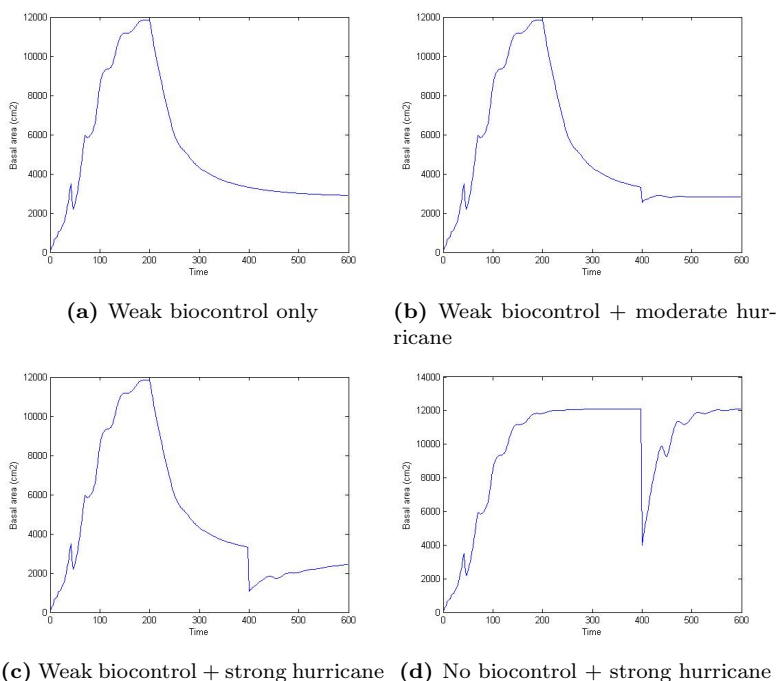 12000
10000
8000
6000
4000
2000
0
Basal area (cm2)
0 100 200 300 400 500 600
Time
(a) Weak biocontrol only
12000
10000
8000
6000
4000
2000
0
Basal area (cm2)
0 100 200 300 400 500 600
Time
(b) Weak biocontrol + moderate hur-
ricane
12000
10000
8000
6000
4000
2000
0
Basal area (cm2)
0 100 200 300 400 500 600
Time
(c) Weak biocontrol + strong hurricane
14000
12000
10000
8000
6000
4000
2000
0
Basal area (cm2)
0 100 200 300 400 500 600
Time
(d) No biocontrol + strong hurricane